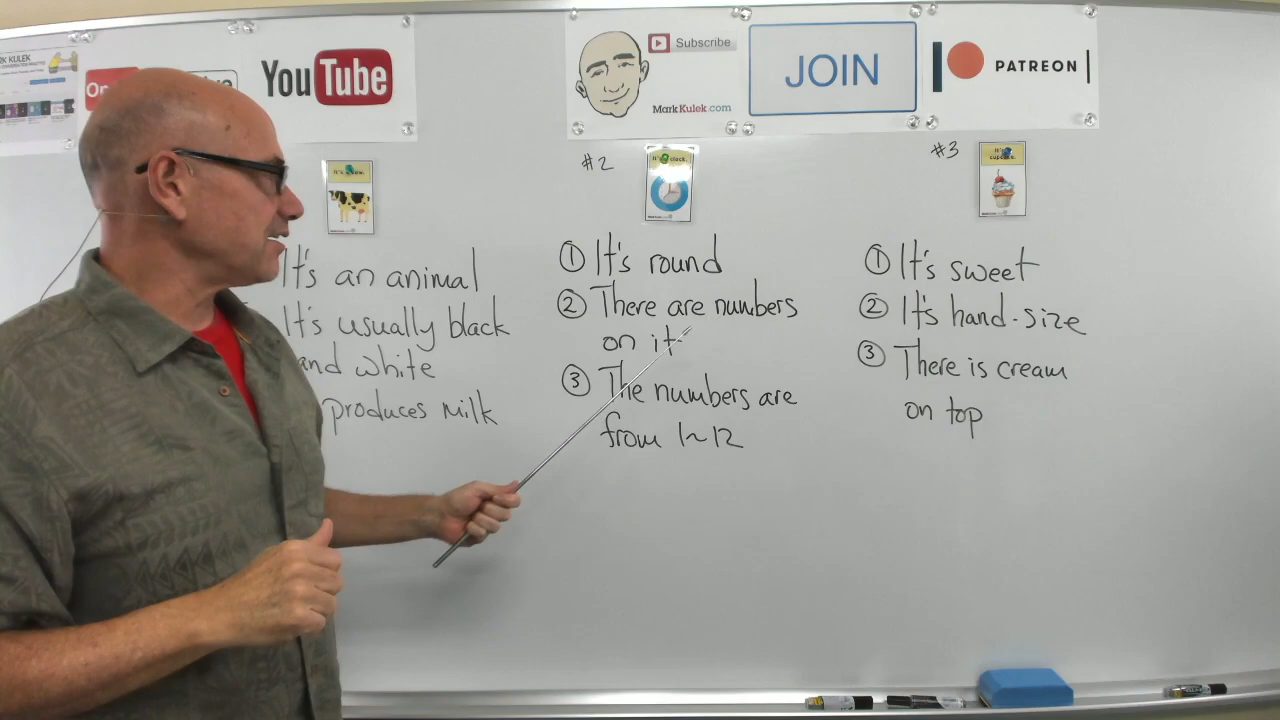 RK KULEK
YouTube
Subscribe
MarkKulek.com
JOIN
PATREON
It's an animal
It's usually black
and white
produces milk
#2
① It's round
② There are numbers
on it
③ The numbers are
from 1~12
#3
① It's sweet
② It's hand-size
③ There is cream
on top